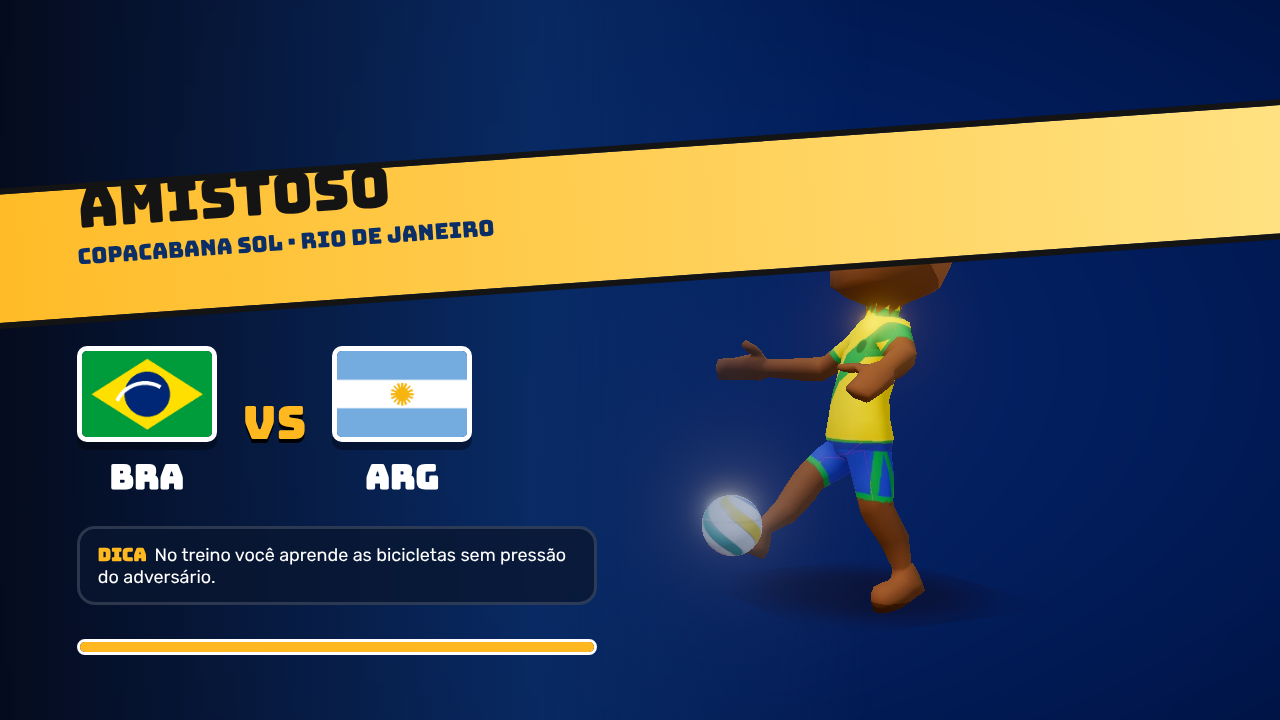 AMISTOSO
COPACABANA SOL • RIO DE JANEIRO
VS
BRA
ARG
DICA No treino você aprende as bicicletas sem pressão
do adversário.